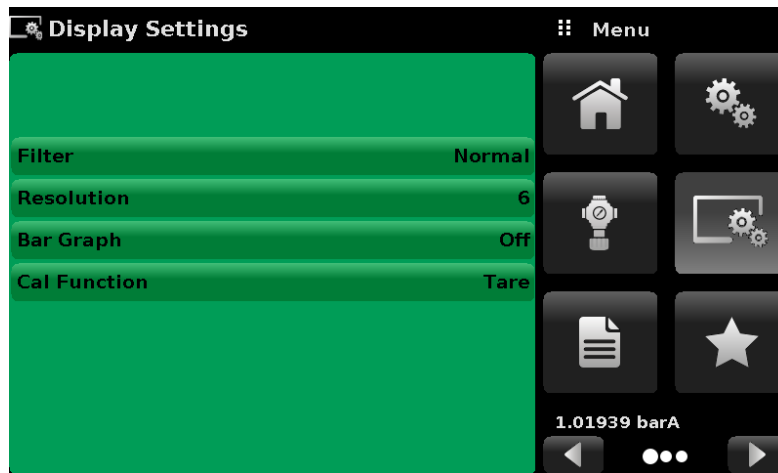 Display Settings
Menu
Filter Normal
Resolution 6
Bar Graph Off
Cal Function Tare
1.01939 barA